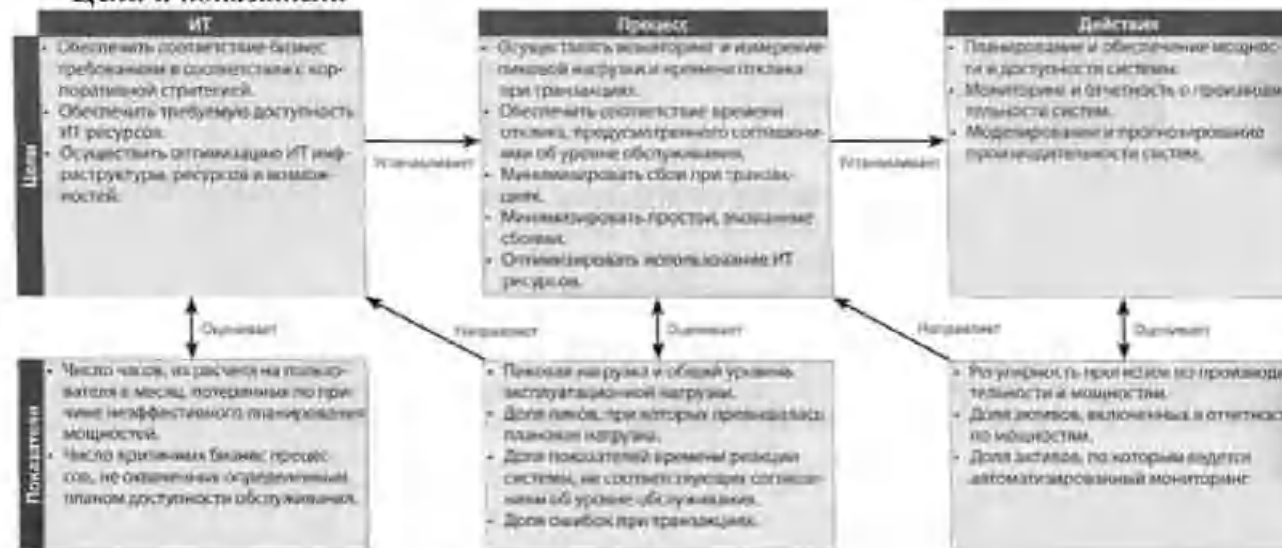 Цели и показатели
ИТ
Процесс
Действия
Цели
• Обеспечить соответствие бизнес
требованиям в соответствии с кор-
поративной стратегией.
• Обеспечить требуемую доступность
ИТ ресурсов.
• Осуществить оптимизацию ИТ инф-
раструктуры, ресурсов и возмож-
ностей.
Устанавливает
• Осуществлять мониторинг и измерение
пиковой нагрузки и времени отклика
при транзакциях.
• Обеспечить соответствие времени
отклика, предусмотренного соглашени-
ями об уровне обслуживания.
• Минимизировать сбои при транзак-
циях.
• Минимизировать простои, вызванные
сбоями.
• Оптимизировать использование ИТ
ресурсов.
Устанавливает
• Планирование и обеспечение мощнос-
ти и доступности системы.
• Мониторинг и отчетность о производи-
тельности систем.
• Моделирование и прогнозирование
производительности систем.
Оценивает
Направляет
Оценивает
Направляет
Оценивает
Показатели
• Число часов, из расчета на пользо-
вателя в месяц, потерянных по при-
чине неэффективного планирования
мощностей.
• Число критичных бизнес процес-
сов, не охваченных определенным
планом доступности обслуживания.
• Пиковая нагрузка и общий уровень
эксплуатационной нагрузки.
• Доля пиков, при которых превышалась
плановая нагрузка.
• Доля показателей времени реакции
системы, не соответствующих соглаше-
ниям об уровне обслуживания.
• Доля ошибок при транзакциях.
• Регулярность прогнозов по производи-
тельности и мощностям.
• Доля активов, включенных в отчетнос
по мощностям.
• Доля активов, по которым ведется
автоматизированный мониторинг